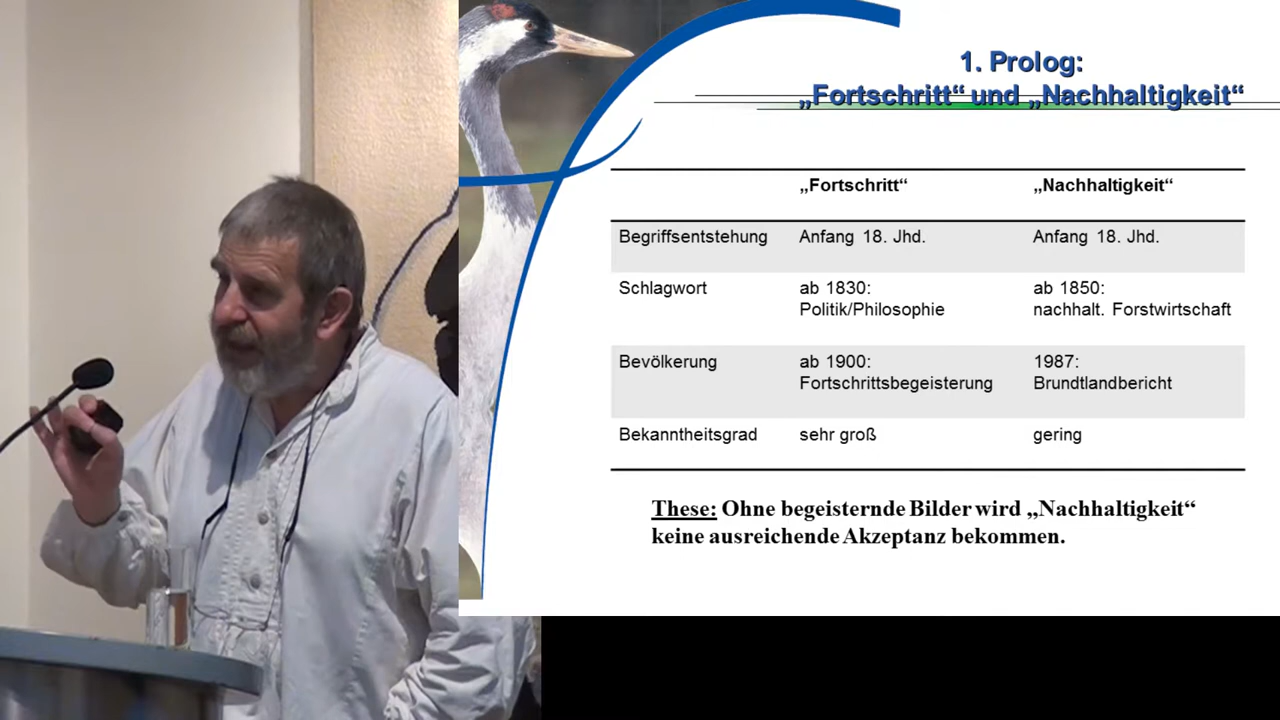 1. Prolog:
„Fortschritt“ und „Nachhaltigkeit“
„Fortschritt“ „Nachhaltigkeit“
Begriffsentstehung Anfang 18. Jhd. Anfang 18. Jhd.
Schlagwort ab 1830: ab 1850:
Politik/Philosophie nachhalt. Forstwirtschaft
Bevölkerung ab 1900: 1987:
Fortschrittsbegeisterung Brundtlandbericht
Bekanntheitsgrad sehr groß gering
These: Ohne begeisternde Bilder wird „Nachhaltigkeit“
keine ausreichende Akzeptanz bekommen.